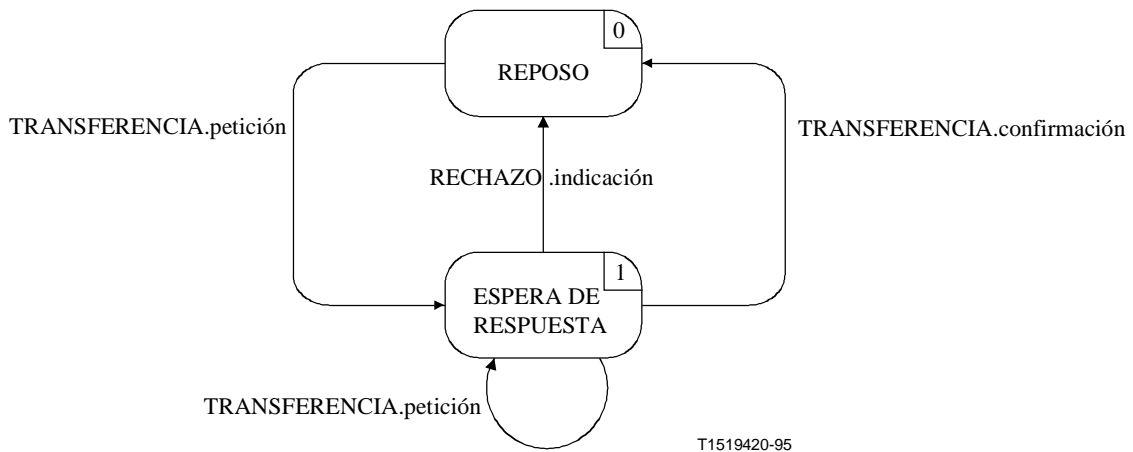 0
REPOSO
TRANSFERENCIA.petición
TRANSFERENCIA.confirmación
RECHAZO .indicación
1
ESPERA DE
RESPUESTA
TRANSFERENCIA.petición
T1519420-95